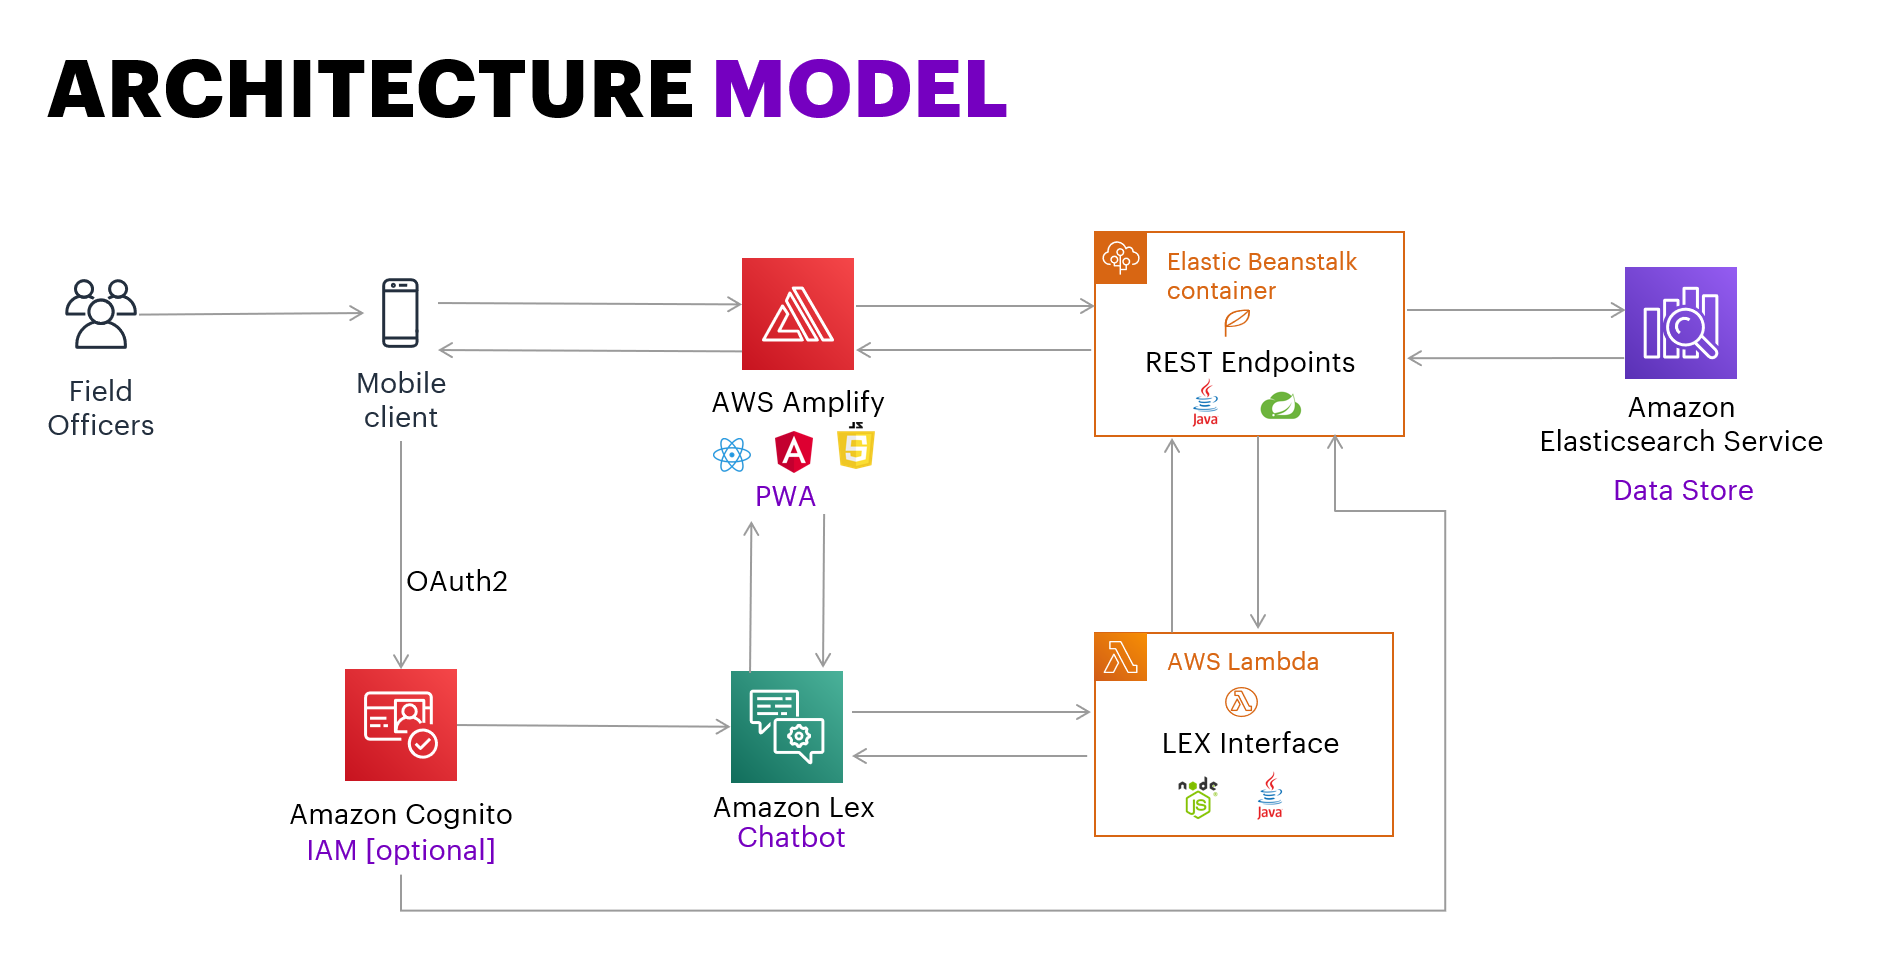 ARCHITECTURE MODEL
Field
Officers
Mobile
client
AWS Amplify
JS
PWA
Elastic Beanstalk
container
REST Endpoints
Java
Amazon
Elasticsearch Service
Data Store
OAuth2
Amazon Cognito
IAM [optional]
Amazon Lex
Chatbot
AWS Lambda
LEX Interface
node
JS
Java